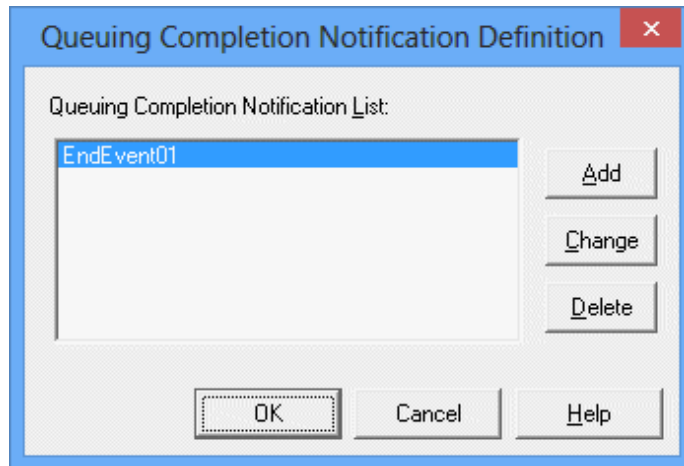 Queuing Completion Notification Definition
Queuing Completion Notification List:
EndEvent01
Add
Change
Delete
OK
Cancel
Help